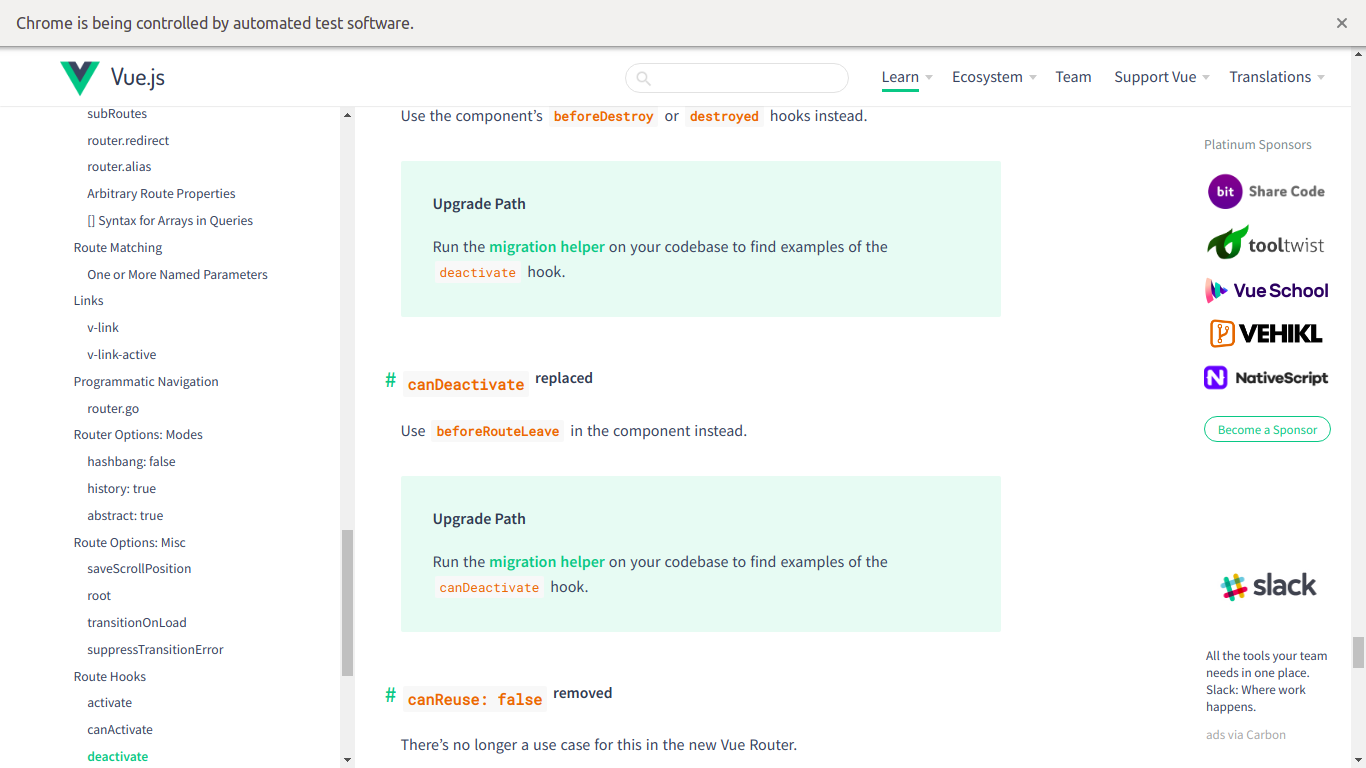 Chrome is being controlled by automated test software.
Vue.js
Learn
Ecosystem
Team
Support Vue
Translations
subRoutes
router.redirect
router.alias
Arbitrary Route Properties
[] Syntax for Arrays in Queries
Route Matching
One or More Named Parameters
Links
v-link
v-link-active
Programmatic Navigation
router.go
Router Options: Modes
hashbang: false
history: true
abstract: true
Route Options: Misc
saveScrollPosition
root
transitionOnLoad
suppressTransitionError
Route Hooks
activate
canActivate
deactivate
Use the component’s beforeDestroy or destroyed hooks instead.
Upgrade Path
Run the migration helper on your codebase to find examples of the
deactivate hook.
# canDeactivate replaced
Use beforeRouteLeave in the component instead.
Upgrade Path
Run the migration helper on your codebase to find examples of the
canDeactivate hook.
# canReuse: false removed
There’s no longer a use case for this in the new Vue Router.
Platinum Sponsors
bit Share Code
tooltwist
Vue School
VEHIKL
NativeScript
Become a Sponsor
slack
All the tools your team
needs in one place.
Slack: Where work
happens.
ads via Carbon